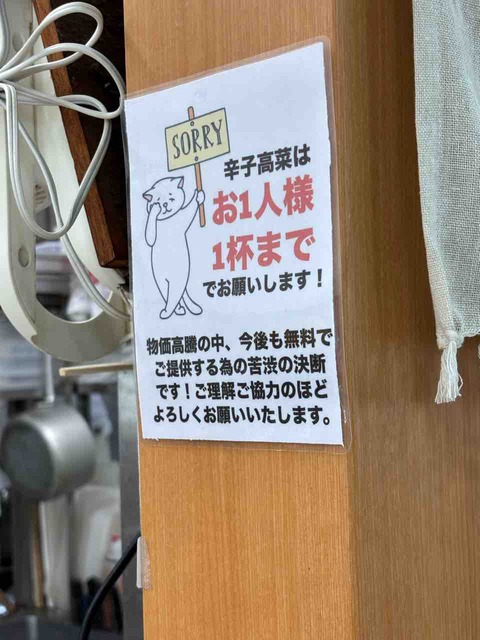 SORRY
辛子高菜は
お1人様
1杯まで
でお願いします！
物価高騰の中、今後も無料で
ご提供する為の苦渋の決断
です！ご理解ご協力のほど
よろしくお願いいたします。